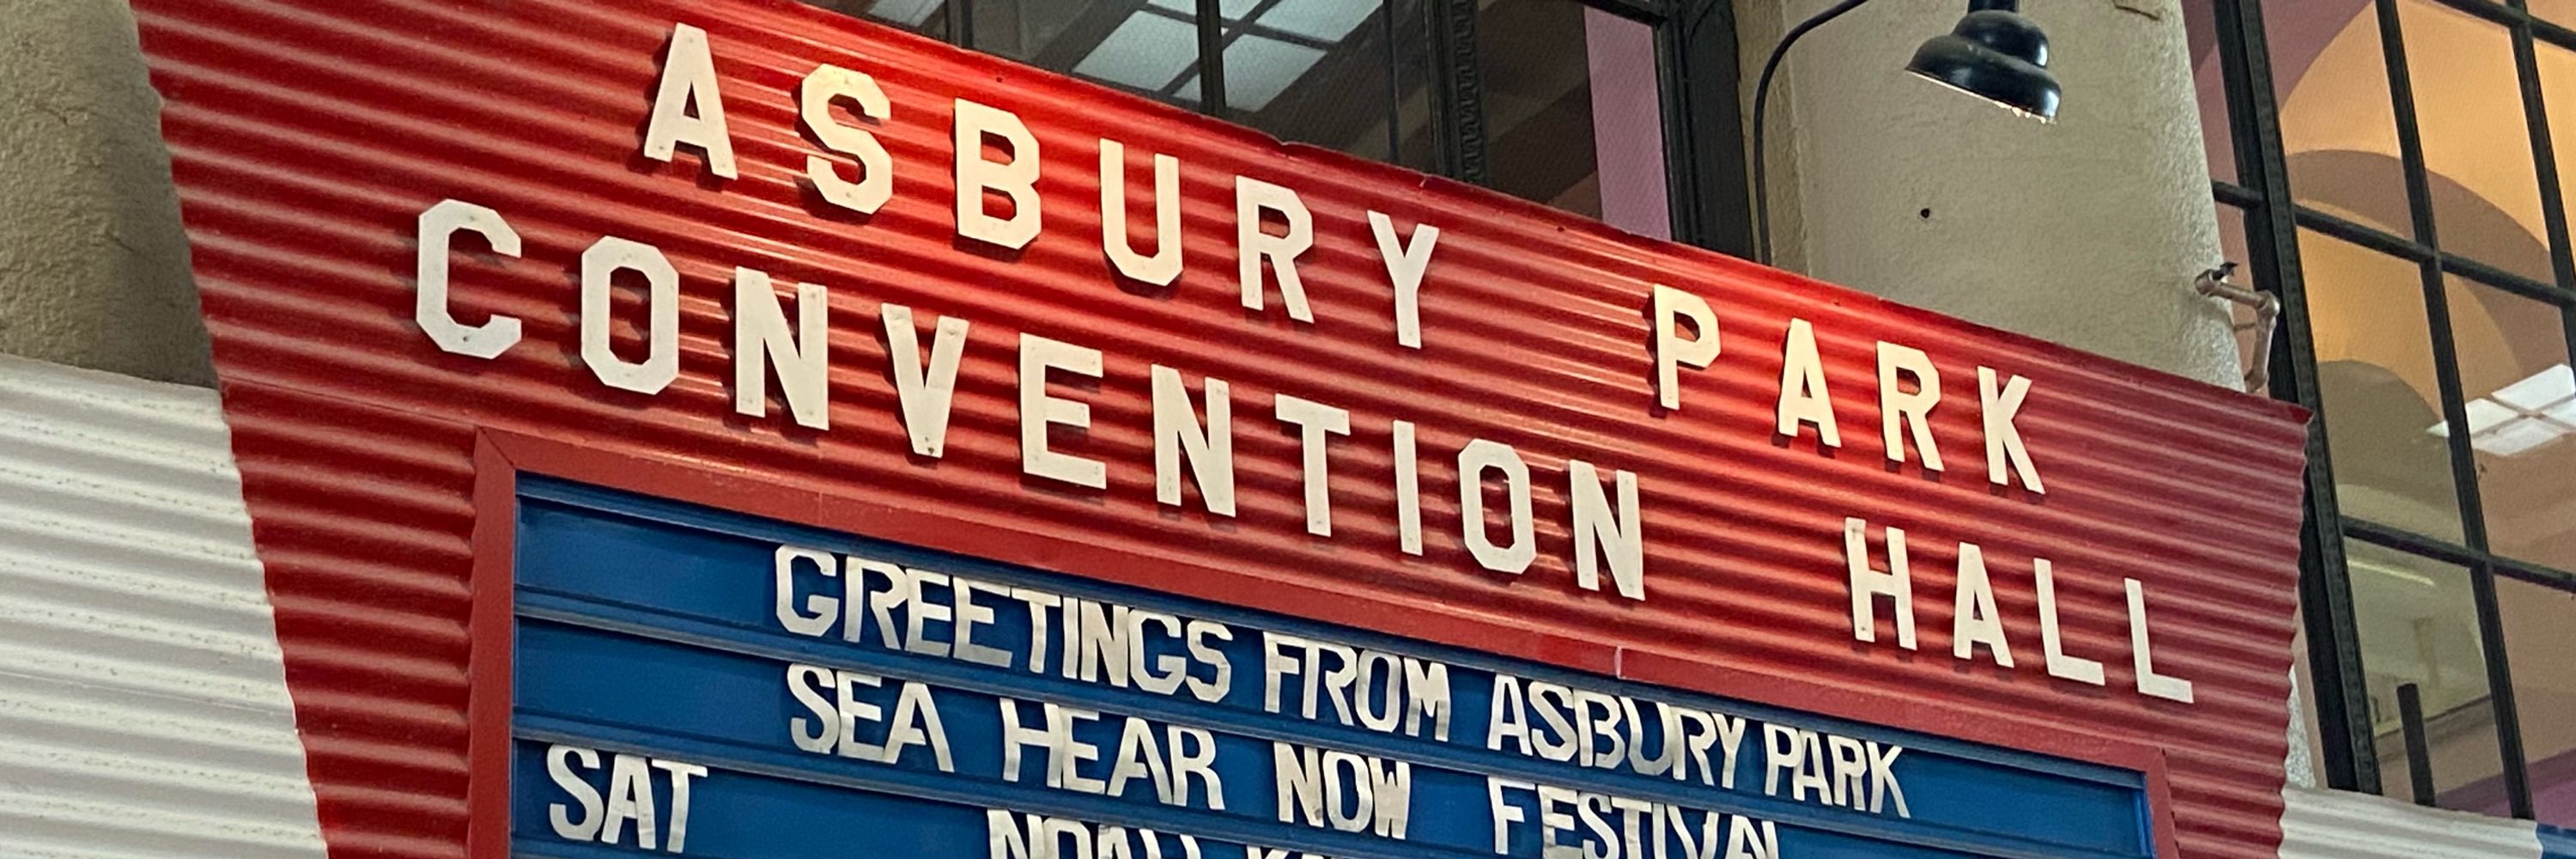 ASBURY PARK
CONVENTION HALL
GREETINGS FROM ASBURY PARK
SEA HEAR NOW FESTIVAL
SAT